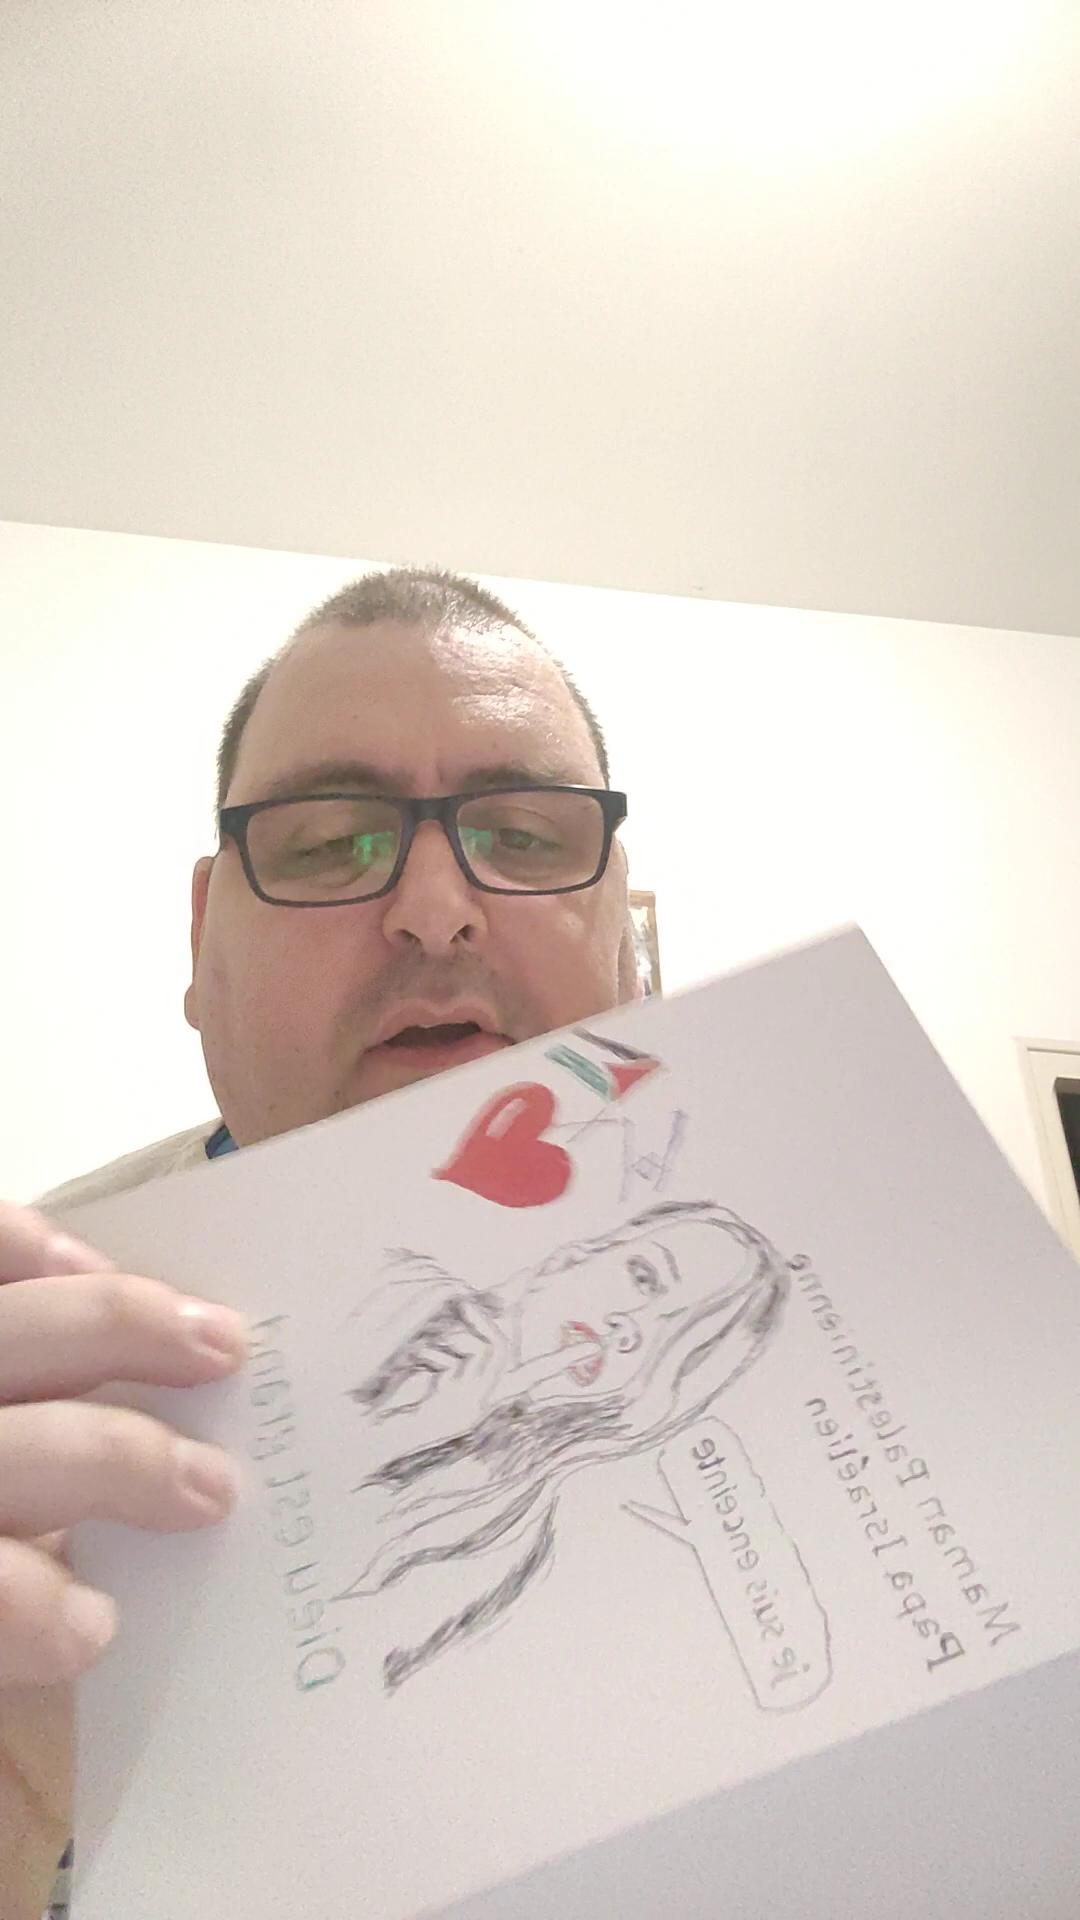 Maman Palestinienne
Papa Israélien
je suis enceinte
Dieu est Grand